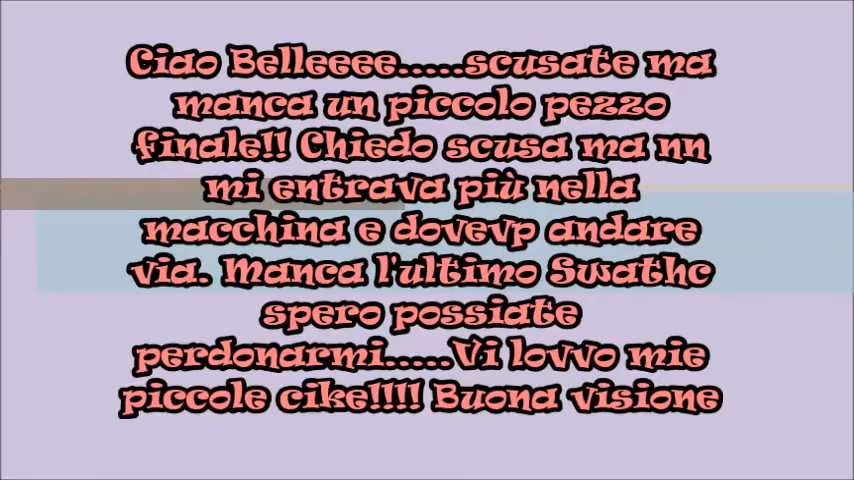 Ciao Belleeee.....scusate ma
manca un piccolo pezzo
finale!! Chiedo scusa ma nn
mi entrava più nella
macchina e dovevp andare
via. Manca l'ultimo Swathc
spero possiate
perdonarmi.....Vi lovvo mie
piccole cike!!!! Buona visione